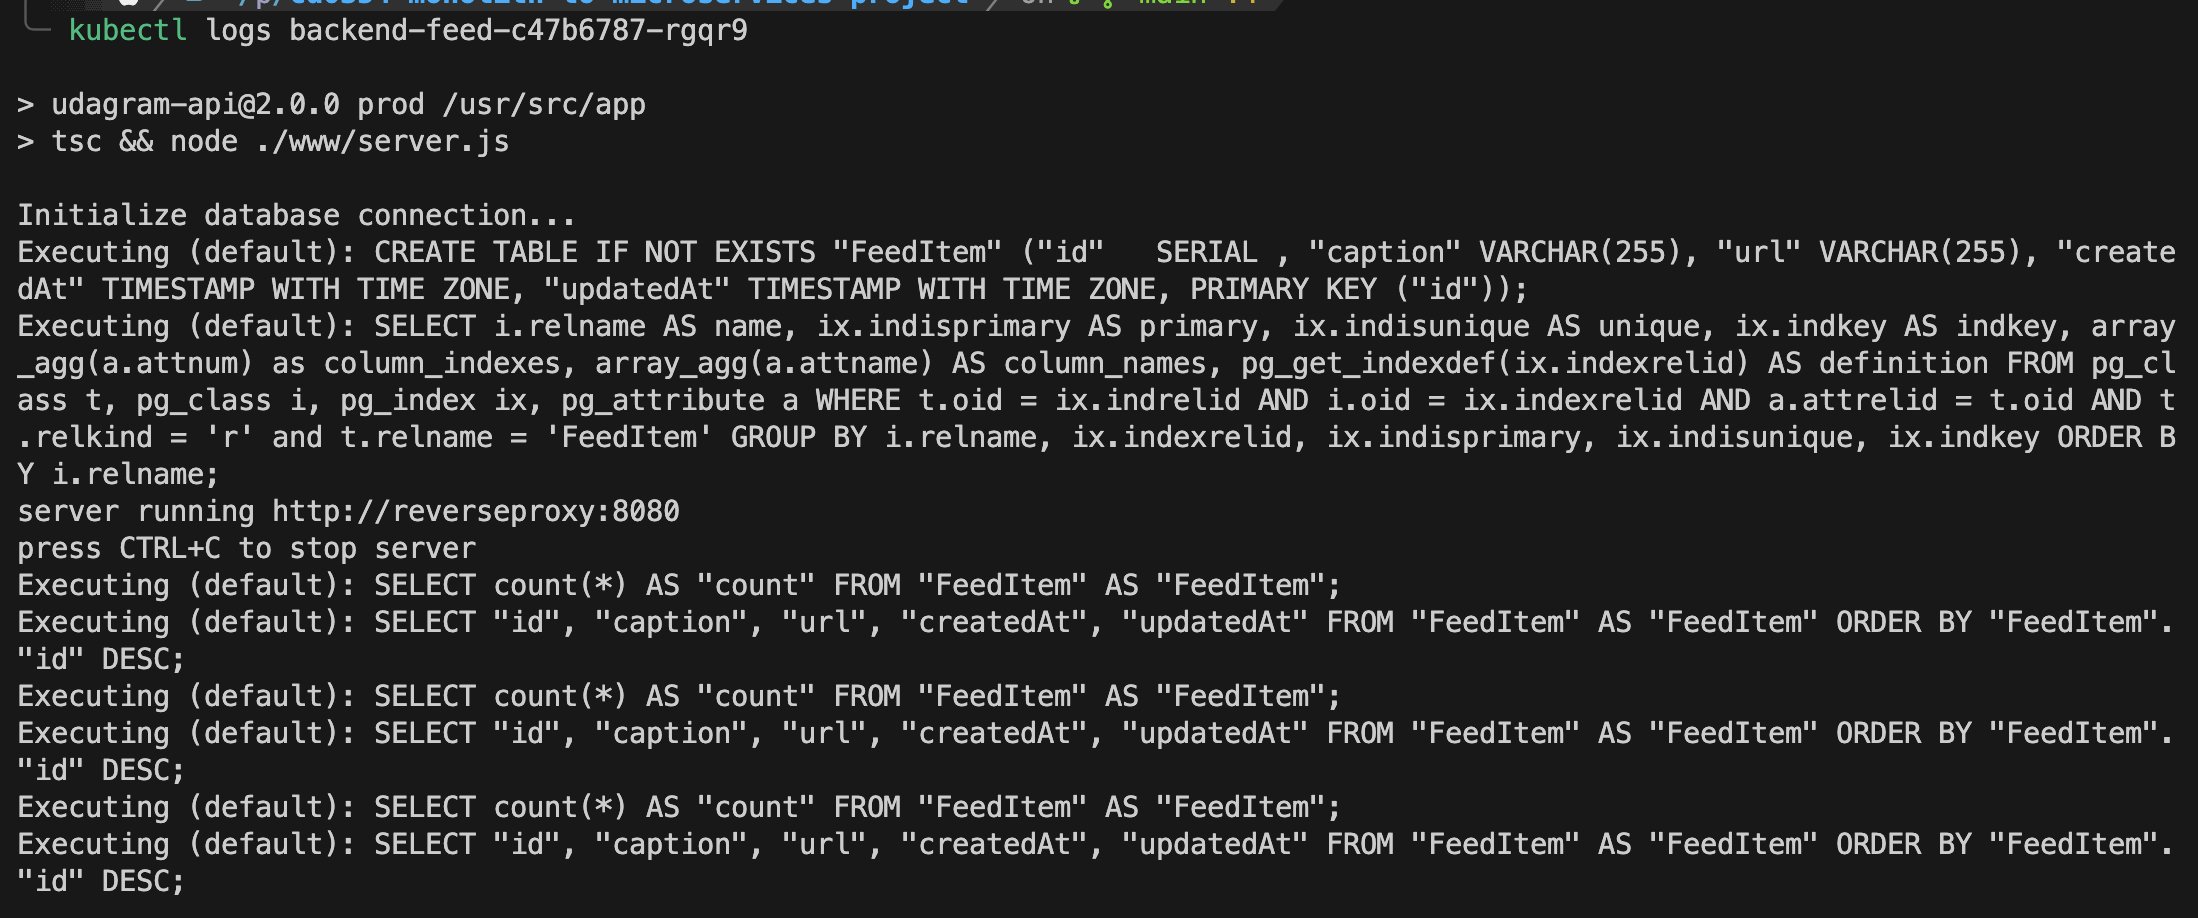 kubectl logs backend-feed-c47b6787-rgqr9
> udagram-api@2.0.0 prod /usr/src/app
> tsc && node ./www/server.js
Initialize database connection...
Executing (default): CREATE TABLE IF NOT EXISTS "FeedItem" ("id"   SERIAL , "caption" VARCHAR(255), "url" VARCHAR(255), "create
dAt" TIMESTAMP WITH TIME ZONE, "updatedAt" TIMESTAMP WITH TIME ZONE, PRIMARY KEY ("id"));
Executing (default): SELECT i.relname AS name, ix.indisprimary AS primary, ix.indisunique AS unique, ix.indkey AS indkey, array
_agg(a.attnum) as column_indexes, array_agg(a.attname) AS column_names, pg_get_indexdef(ix.indexrelid) AS definition FROM pg_cl
ass t, pg_class i, pg_index ix, pg_attribute a WHERE t.oid = ix.indrelid AND i.oid = ix.indexrelid AND a.attrelid = t.oid AND t
.relkind = 'r' and t.relname = 'FeedItem' GROUP BY i.relname, ix.indexrelid, ix.indisprimary, ix.indisunique, ix.indkey ORDER B
Y i.relname;
server running http://reverseproxy:8080
press CTRL+C to stop server
Executing (default): SELECT count(*) AS "count" FROM "FeedItem" AS "FeedItem";
Executing (default): SELECT "id", "caption", "url", "createdAt", "updatedAt" FROM "FeedItem" AS "FeedItem" ORDER BY "FeedItem".
"id" DESC;
Executing (default): SELECT count(*) AS "count" FROM "FeedItem" AS "FeedItem";
Executing (default): SELECT "id", "caption", "url", "createdAt", "updatedAt" FROM "FeedItem" AS "FeedItem" ORDER BY "FeedItem".
"id" DESC;
Executing (default): SELECT count(*) AS "count" FROM "FeedItem" AS "FeedItem";
Executing (default): SELECT "id", "caption", "url", "createdAt", "updatedAt" FROM "FeedItem" AS "FeedItem" ORDER BY "FeedItem".
"id" DESC;